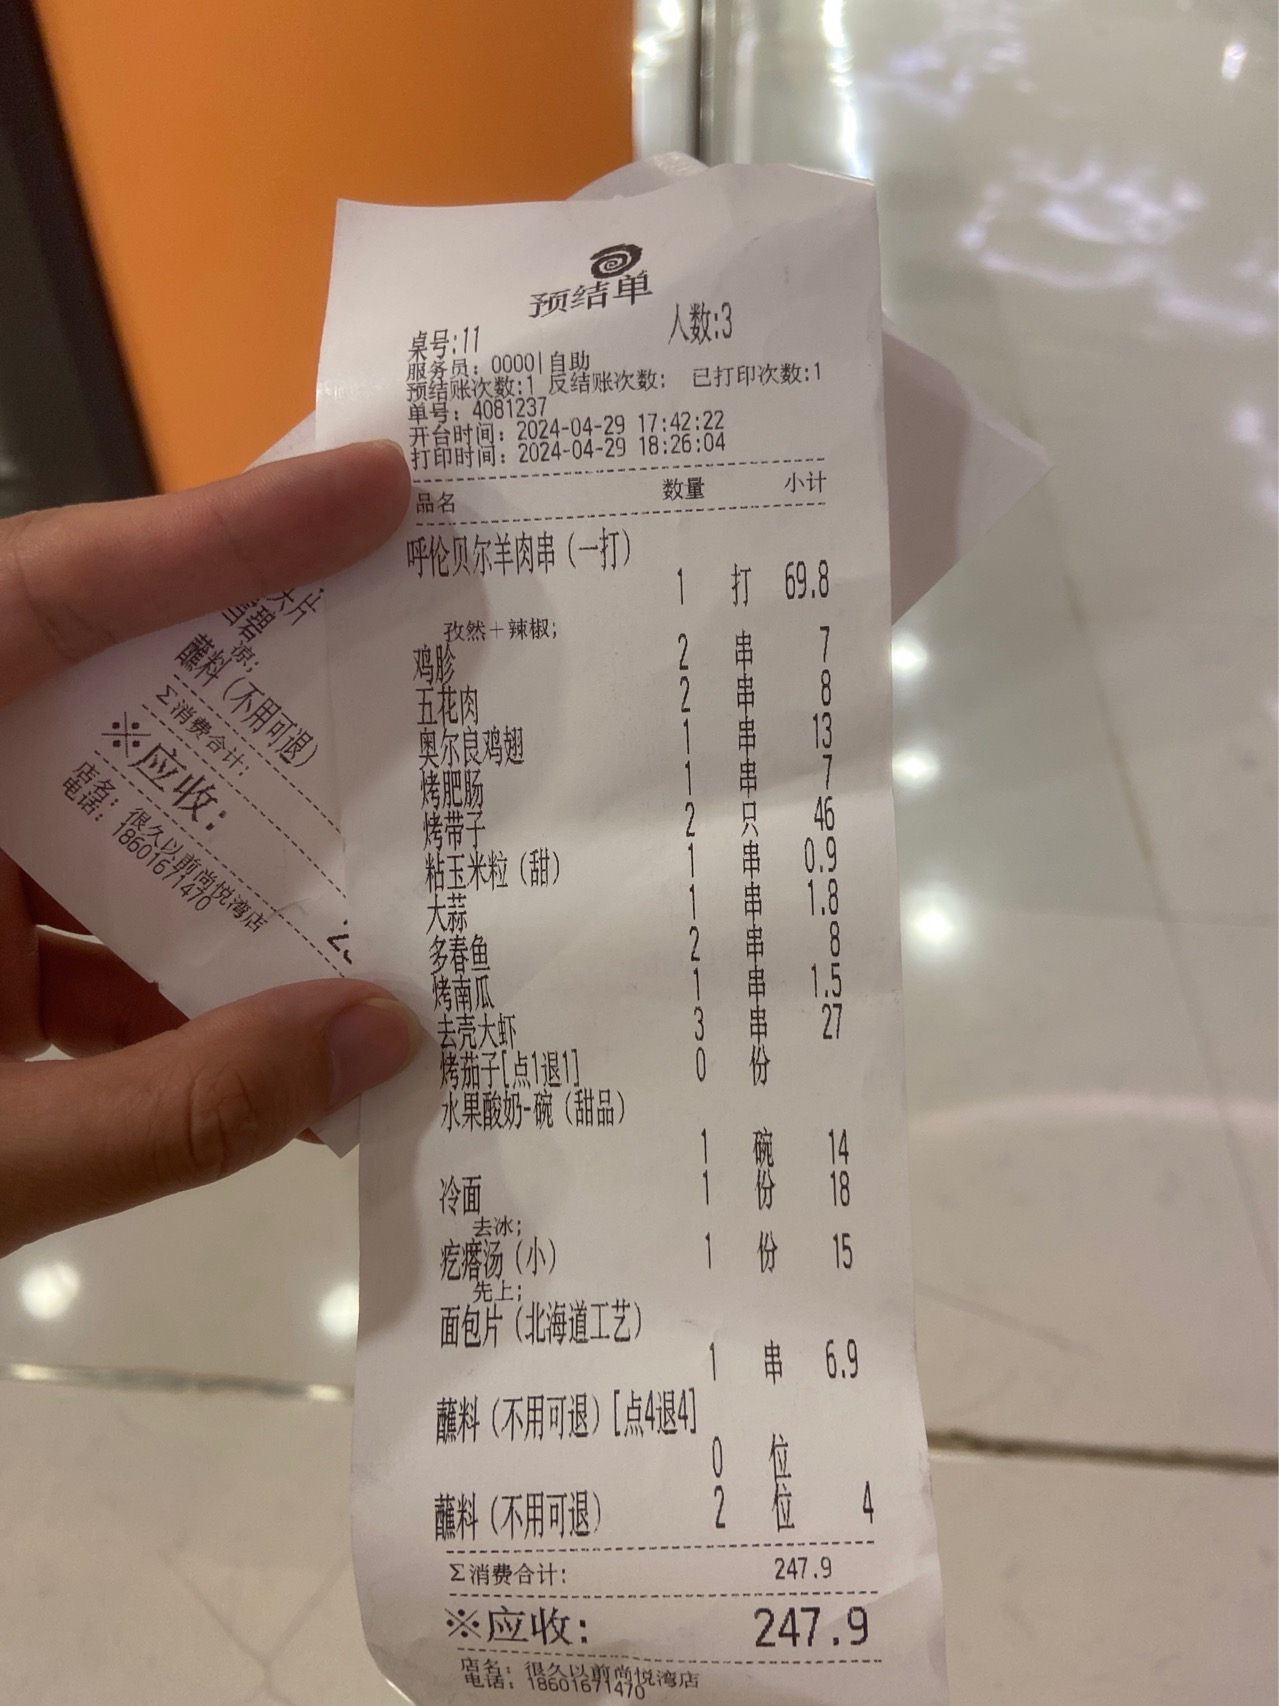 预结单
桌号:11 人数:3
服务员: 0000|自助
预结账次数:1 反结账次数: 已打印次数:1
单号: 4081237
开台时间: 2024-04-29 17:42:22
打印时间: 2024-04-29 18:26:04
品名 数量 小计
呼伦贝尔羊肉串(一打)
1 打 69.8
孜然+辣椒;
鸡胗 2 串 7
五花肉 2 串 8
奥尔良鸡翅 1 串 13
烤肥肠 1 串 7
烤带子 2 只 46
粘玉米粒(甜) 1 串 0.9
大蒜 1 串 1.8
多春鱼 2 串 8
烤南瓜 1 串 1.5
去壳大虾 3 串 27
烤茄子[点1退1] 0 份
水果酸奶-碗(甜品)
1 碗 14
冷面 1 份 18
去冰;
疙瘩汤(小) 1 份 15
先上;
面包片(北海道工艺)
1 串 6.9
蘸料(不用可退)[点4退4]
0 位
蘸料(不用可退) 2 位 4
Σ消费合计: 247.9
※应收: 247.9
店名: 很久以前尚悦湾店
电话: 18601671470
片
碧
凉;
蘸料(不用可退)
Σ消费合计:
※应收:
店名: 很久以前尚悦湾店
电话: 18601671470